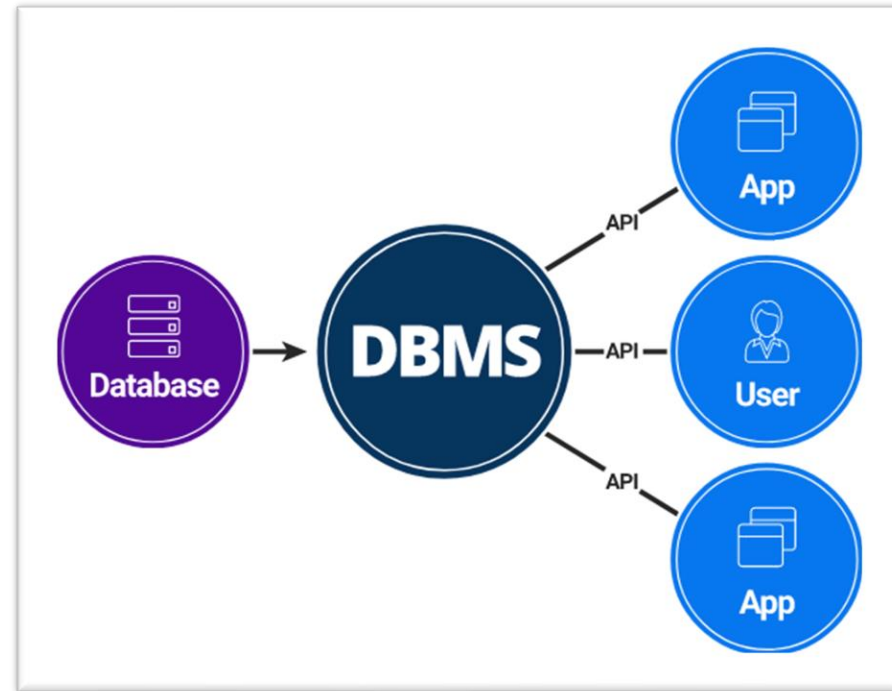 App
API
Database
DBMS
API
User
API
App